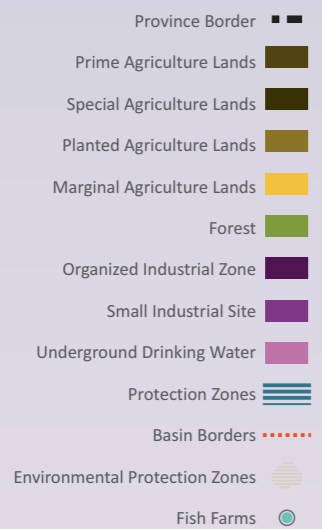 Province Border
Prime Agriculture Lands
Special Agriculture Lands
Planted Agriculture Lands
Marginal Agriculture Lands
Forest
Organized Industrial Zone
Small Industrial Site
Underground Drinking Water
Protection Zones
Basin Borders
Environmental Protection Zones
Fish Farms